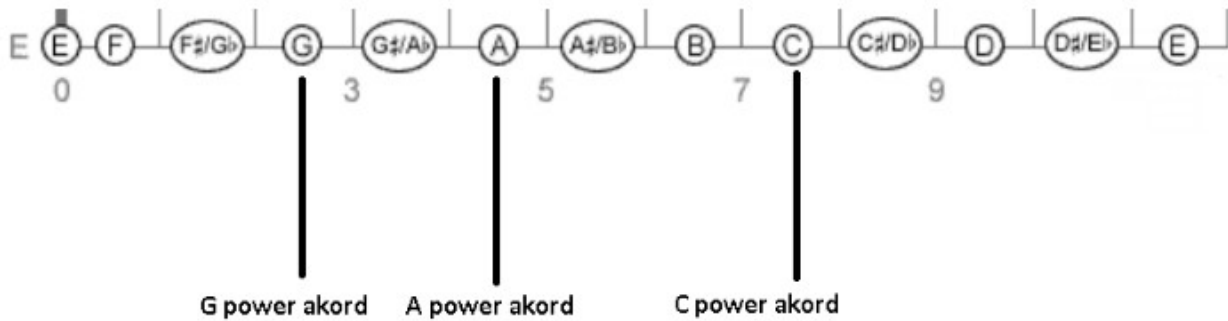 E E F F♯/G♭ G G♯/A♭ A A♯/B♭ B C C♯/D♭ D D♯/E♭ E
0 3 5 7 9
G power akord A power akord C power akord